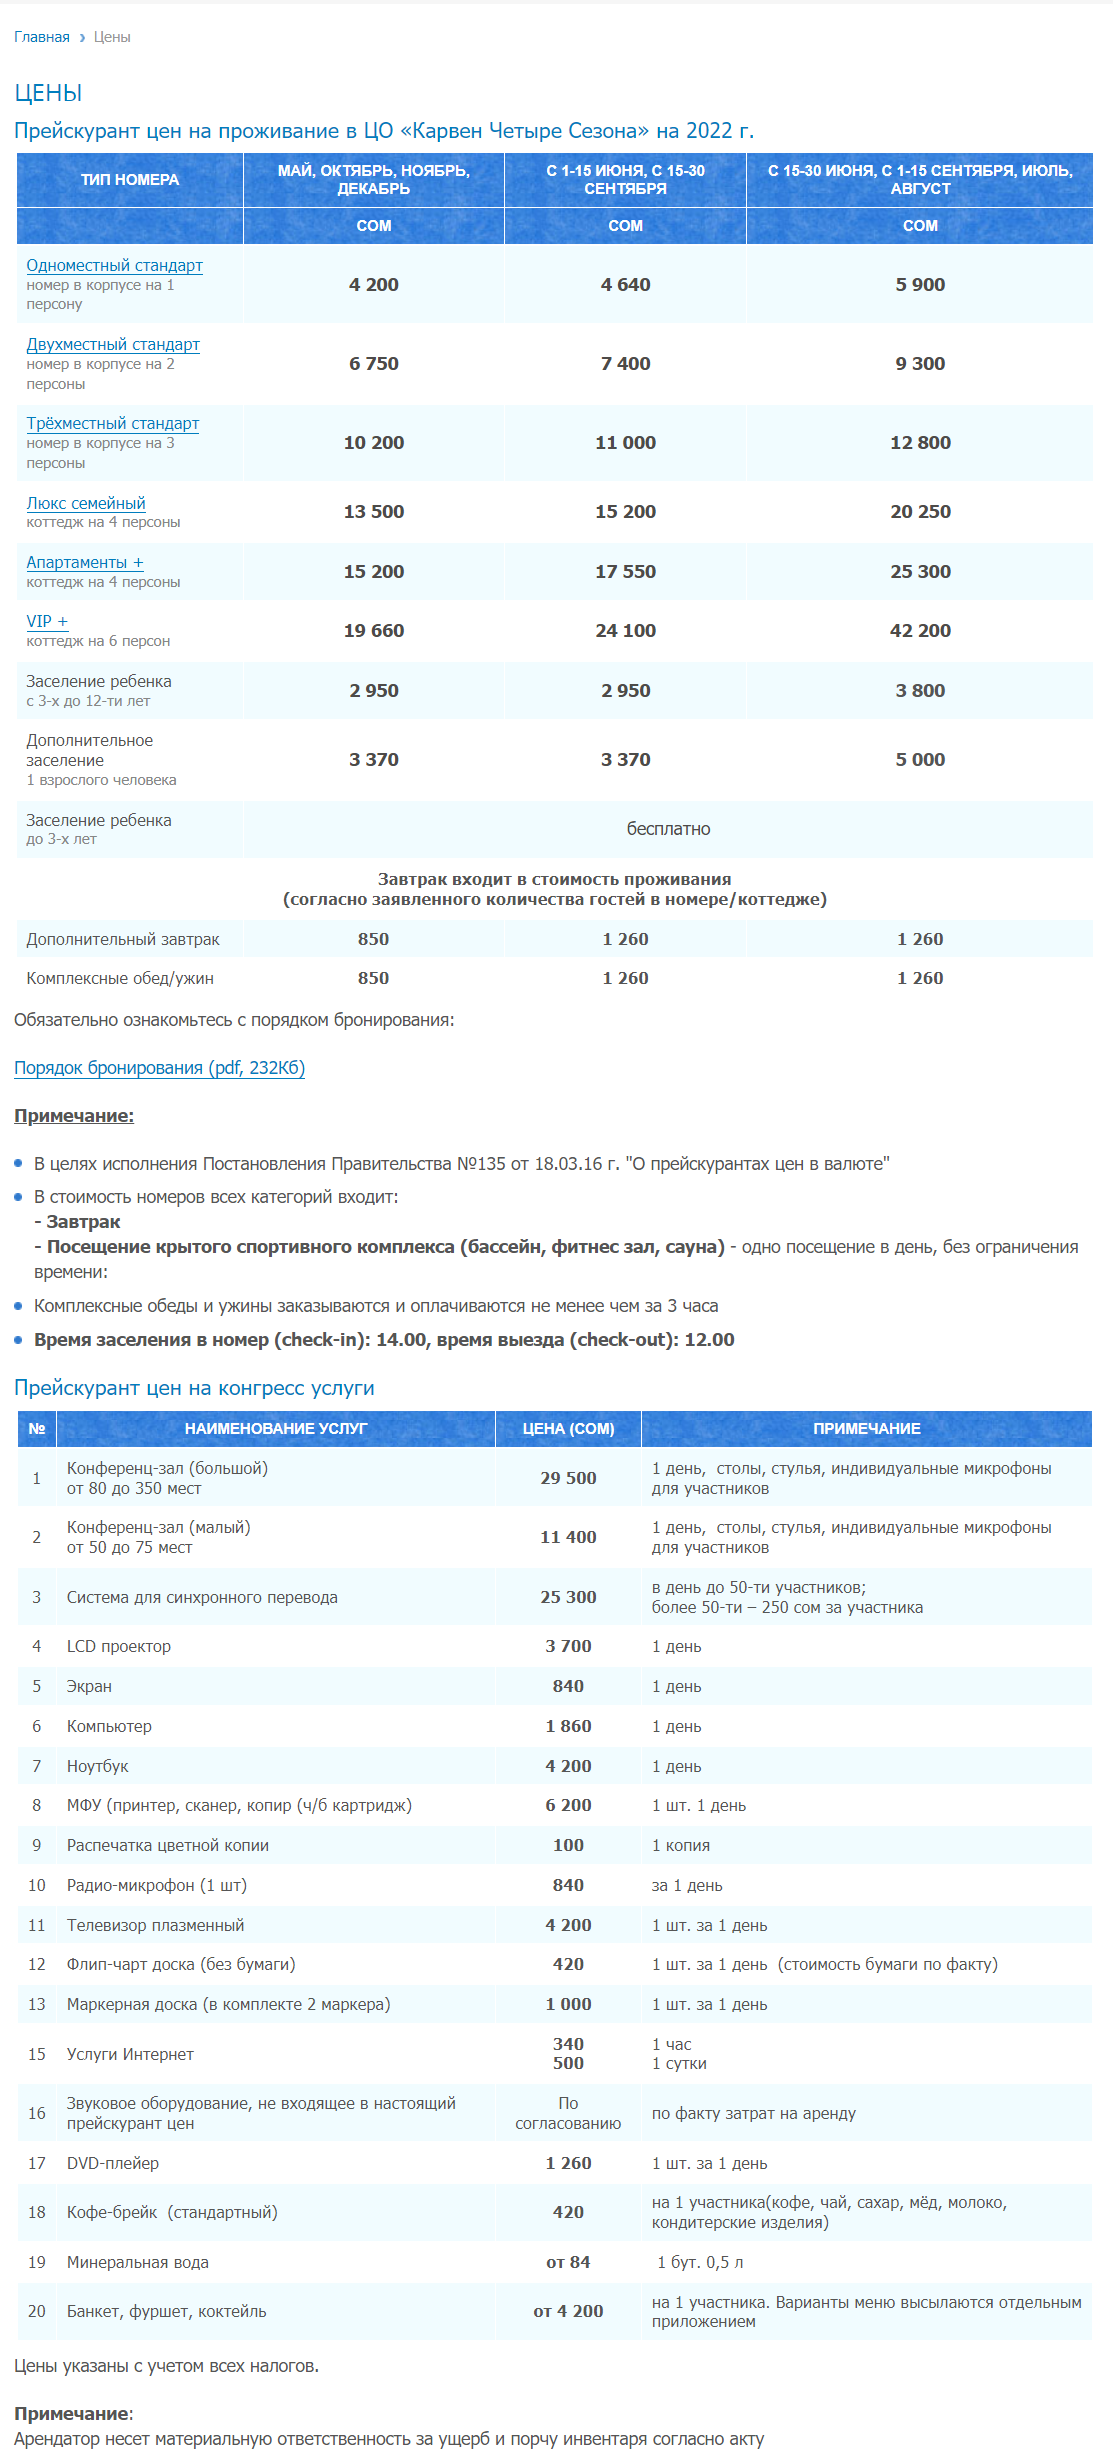 Главная › Цены
ЦЕНЫ
Прейскурант цен на проживание в ЦО «Карвен Четыре Сезона» на 2022 г.
ТИП НОМЕРА
МАЙ, ОКТЯБРЬ, НОЯБРЬ,
ДЕКАБРЬ
С 1-15 ИЮНЯ, С 15-30
СЕНТЯБРЯ
С 15-30 ИЮНЯ, С 1-15 СЕНТЯБРЯ, ИЮЛЬ,
АВГУСТ
СОМ СОМ СОМ
Одноместный стандарт
номер в корпусе на 1
персону
4 200 4 640 5 900
Двухместный стандарт
номер в корпусе на 2
персоны
6 750 7 400 9 300
Трёхместный стандарт
номер в корпусе на 3
персоны
10 200 11 000 12 800
Люкс семейный
коттедж на 4 персоны
13 500 15 200 20 250
Апартаменты +
коттедж на 4 персоны
15 200 17 550 25 300
VIP +
коттедж на 6 персон
19 660 24 100 42 200
Заселение ребенка
с 3-х до 12-ти лет
2 950 2 950 3 800
Дополнительное
заселение
1 взрослого человека
3 370 3 370 5 000
Заселение ребенка
до 3-х лет
бесплатно
Завтрак входит в стоимость проживания
(согласно заявленного количества гостей в номере/коттедже)
Дополнительный завтрак 850 1 260 1 260
Комплексные обед/ужин 850 1 260 1 260
Обязательно ознакомьтесь с порядком бронирования:
Порядок бронирования (pdf, 232Кб)
Примечание:
В целях исполнения Постановления Правительства №135 от 18.03.16 г. "О прейскурантах цен в валюте"
В стоимость номеров всех категорий входит:
- Завтрак
- Посещение крытого спортивного комплекса (бассейн, фитнес зал, сауна) - одно посещение в день, без ограничения
времени:
Комплексные обеды и ужины заказываются и оплачиваются не менее чем за 3 часа
Время заселения в номер (check-in): 14.00, время выезда (check-out): 12.00
Прейскурант цен на конгресс услуги
№ НАИМЕНОВАНИЕ УСЛУГ ЦЕНА (СОМ) ПРИМЕЧАНИЕ
1
Конференц-зал (большой)
от 80 до 350 мест
29 500
1 день, столы, стулья, индивидуальные микрофоны
для участников
2
Конференц-зал (малый)
от 50 до 75 мест
11 400
1 день, столы, стулья, индивидуальные микрофоны
для участников
3 Система для синхронного перевода 25 300
в день до 50-ти участников;
более 50-ти – 250 сом за участника
4 LCD проектор 3 700 1 день
5 Экран 840 1 день
6 Компьютер 1 860 1 день
7 Ноутбук 4 200 1 день
8 МФУ (принтер, сканер, копир (ч/б картридж) 6 200 1 шт. 1 день
9 Распечатка цветной копии 100 1 копия
10 Радио-микрофон (1 шт) 840 за 1 день
11 Телевизор плазменный 4 200 1 шт. за 1 день
12 Флип-чарт доска (без бумаги) 420 1 шт. за 1 день (стоимость бумаги по факту)
13 Маркерная доска (в комплекте 2 маркера) 1 000 1 шт. за 1 день
15 Услуги Интернет
340 1 час
500 1 сутки
16
Звуковое оборудование, не входящее в настоящий
прейскурант цен
По
согласованию
по факту затрат на аренду
17 DVD-плейер 1 260 1 шт. за 1 день
18 Кофе-брейк (стандартный) 420
на 1 участника(кофе, чай, сахар, мёд, молоко,
кондитерские изделия)
19 Минеральная вода от 84 1 бут. 0,5 л
20 Банкет, фуршет, коктейль от 4 200
на 1 участника. Варианты меню высылаются отдельным
приложением
Цены указаны с учетом всех налогов.
Примечание:
Арендатор несет материальную ответственность за ущерб и порчу инвентаря согласно акту